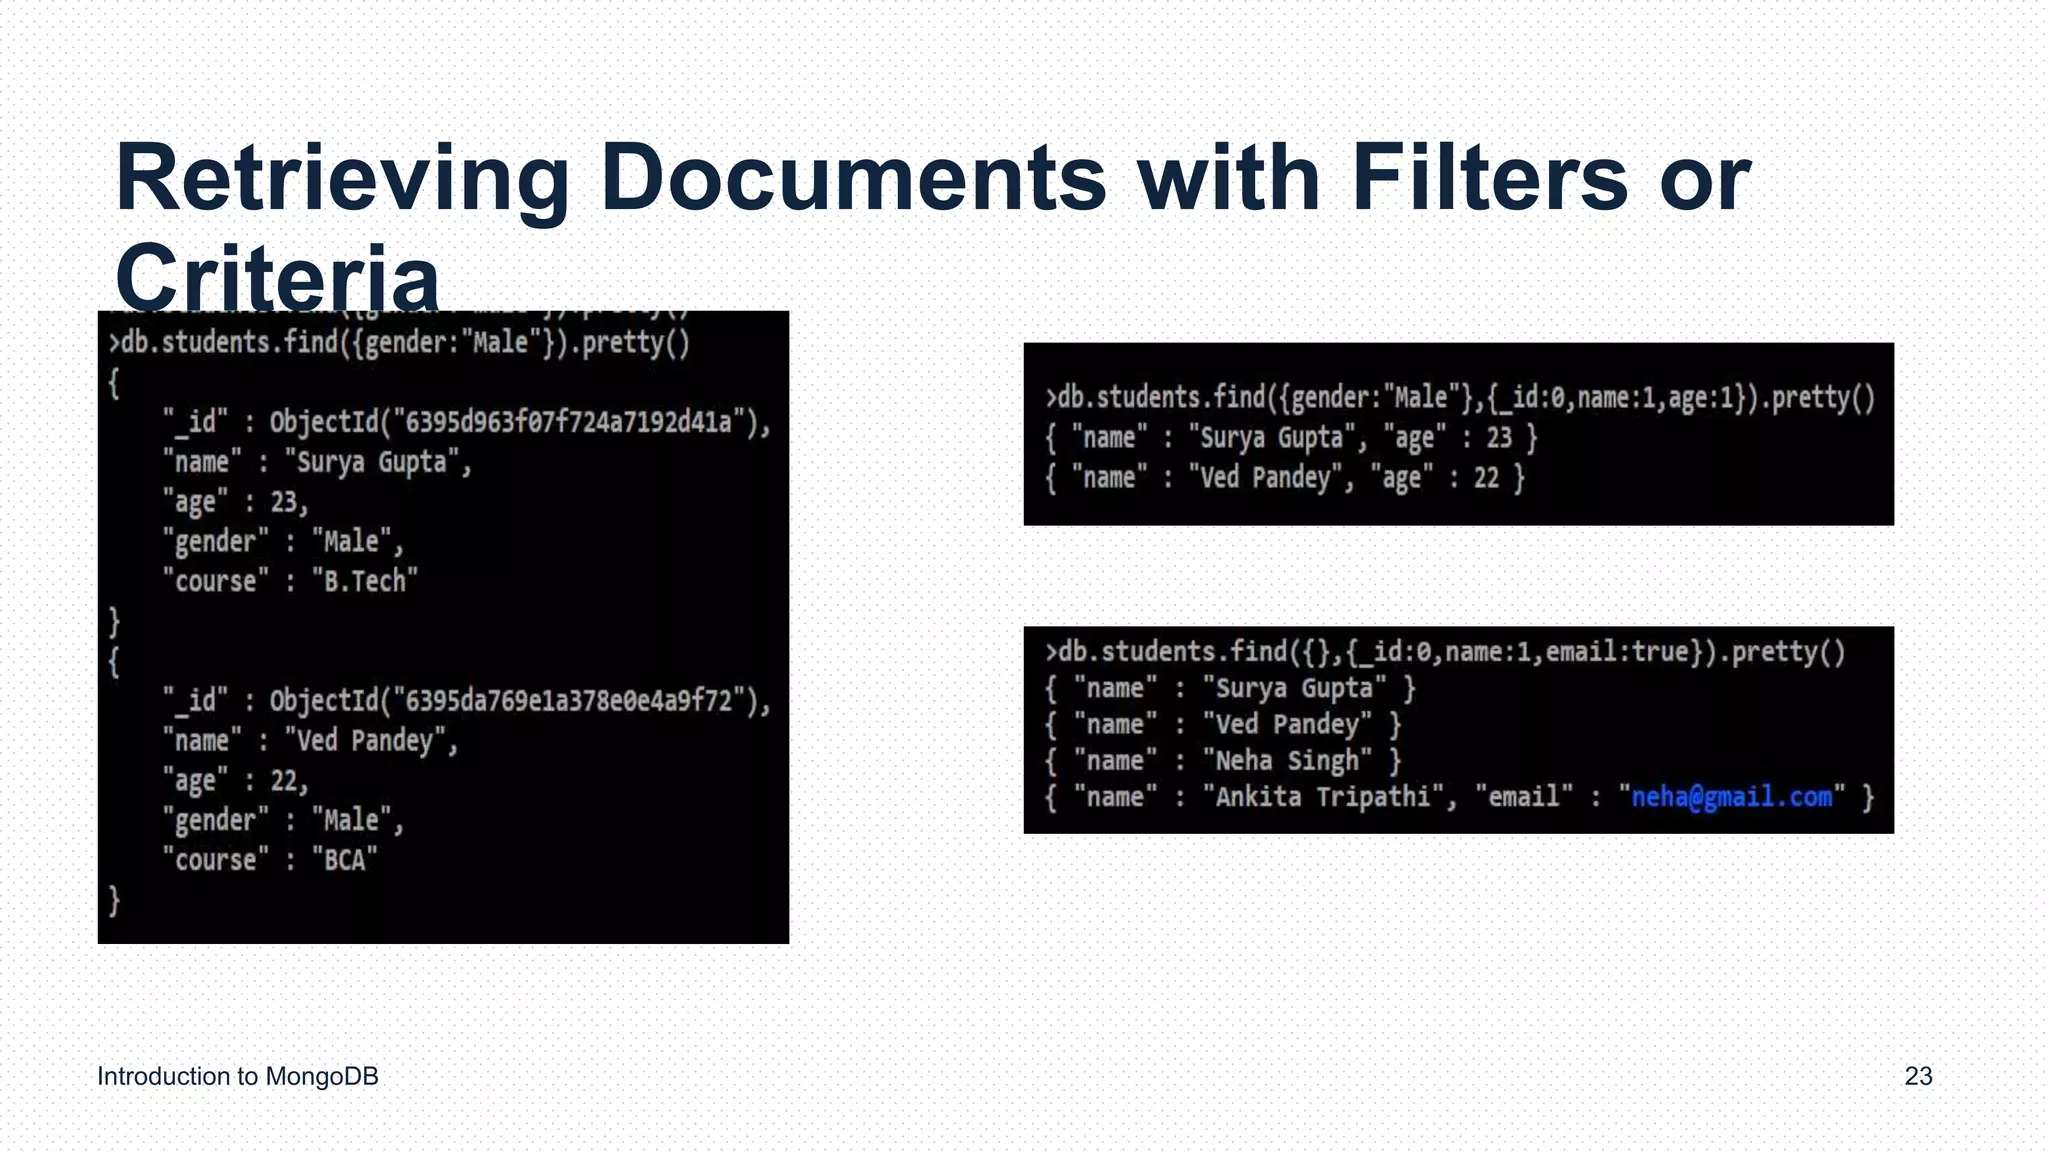 Retrieving Documents with Filters or
Criteria
>db.students.find({gender:"Male"}).pretty()
{
"_id" : ObjectId("6395d963f07f724a7192d41a"),
"name" : "Surya Gupta",
"age" : 23,
"gender" : "Male",
"course" : "B.Tech"
}
{
"_id" : ObjectId("6395da769e1a378e0e4a9f72"),
"name" : "Ved Pandey",
"age" : 22,
"gender" : "Male",
"course" : "BCA"
}
>db.students.find({gender:"Male"},{_id:0,name:1,age:1}).pretty()
{ "name" : "Surya Gupta", "age" : 23 }
{ "name" : "Ved Pandey", "age" : 22 }
>db.students.find({},{_id:0,name:1,email:true}).pretty()
{ "name" : "Surya Gupta" }
{ "name" : "Ved Pandey" }
{ "name" : "Neha Singh" }
{ "name" : "Ankita Tripathi", "email" : "neha@gmail.com" }
Introduction to MongoDB
23